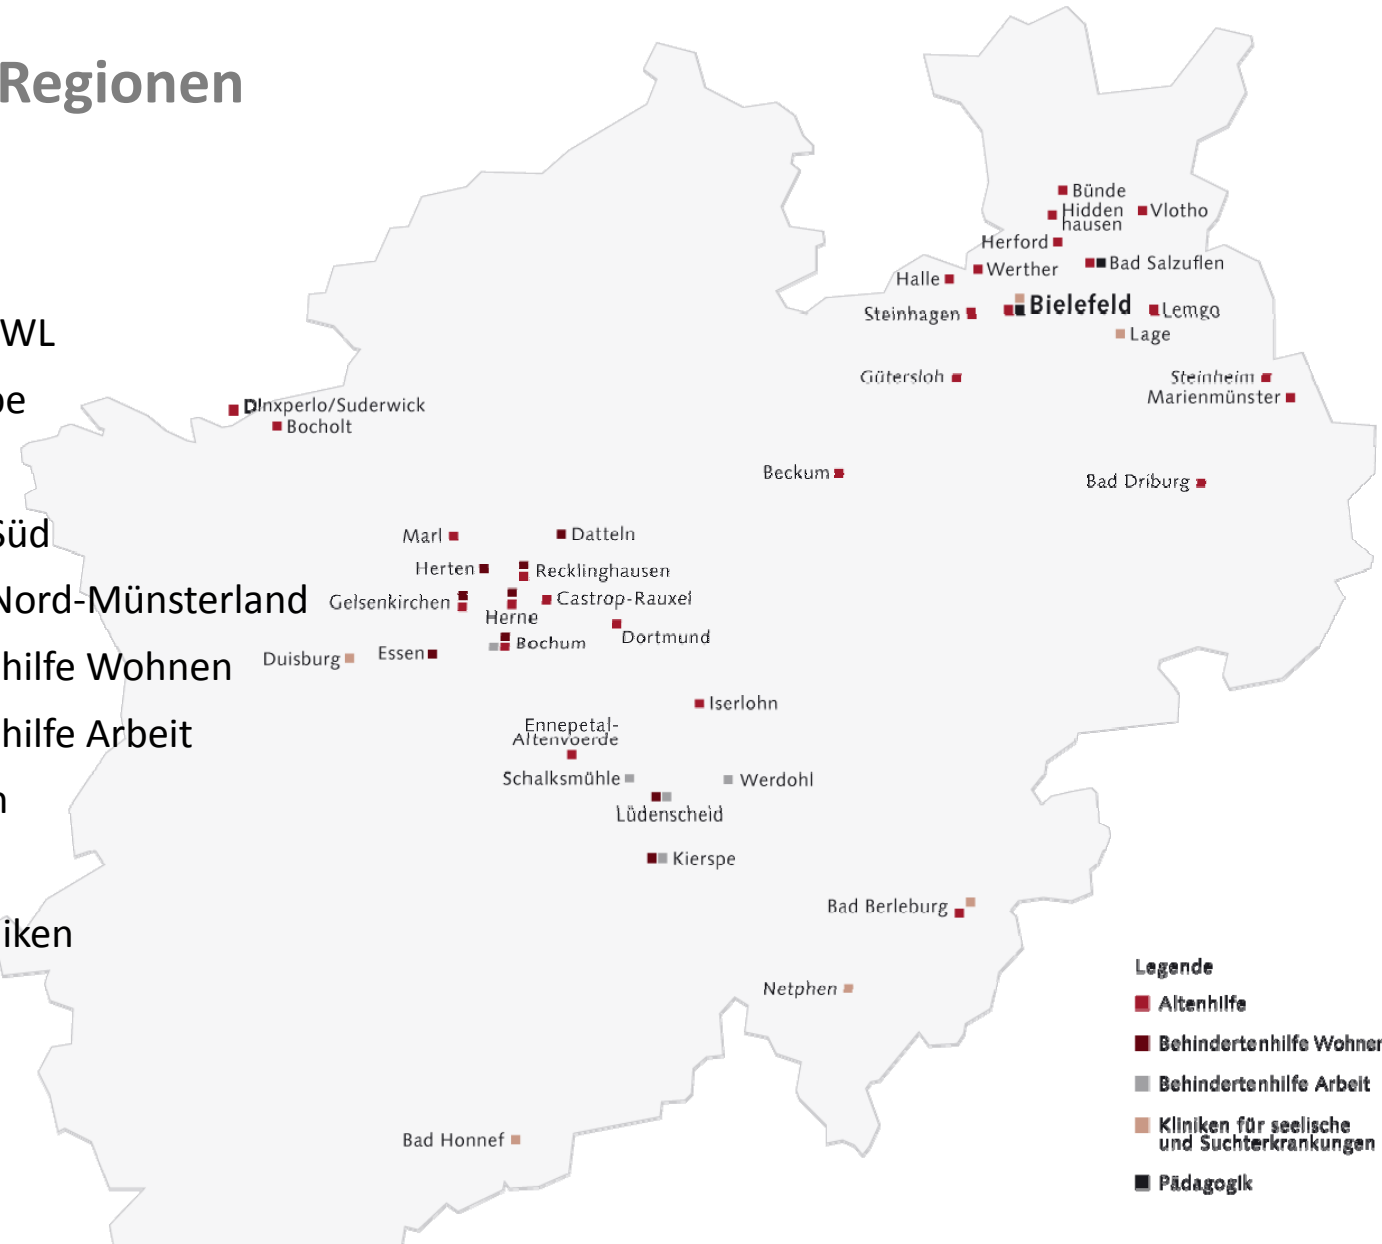 Regionen
WL
be
Süd
Nord-Münsterland
hilfe Wohnen
hilfe Arbeit
n
iken
Bünde
Hidden
hausen
Vlotho
Herford
Werther
Bad Salzuflen
Halle
Steinhagen
Bielefeld
Lemgo
Lage
Gütersloh
Steinheim
Marienmünster
Dinxperlo/Suderwick
Bocholt
Beckum
Bad Driburg
Marl
Datteln
Herten
Recklinghausen
Gelsenkirchen
Castrop-Rauxel
Herne
Dortmund
Bochum
Duisburg
Essen
Iserlohn
Ennepetal-
Altenvoerde
Schalksmühle
Werdohl
Lüdenscheid
Kierspe
Bad Berleburg
Netphen
Bad Honnef
Legende
Altenhilfe
Behindertenhilfe Wohnen
Behindertenhilfe Arbeit
Kliniken für seelische
und Suchterkrankungen
Pädagogik